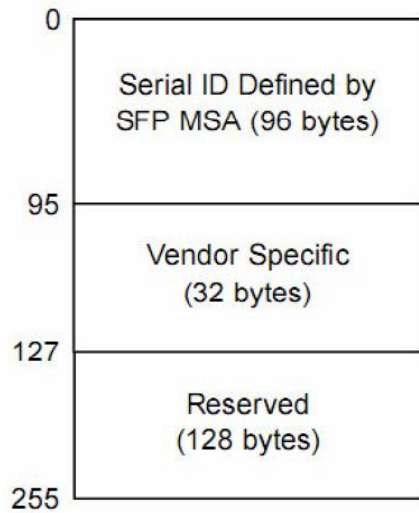 0
Serial ID Defined by
SFP MSA (96 bytes)
95
Vendor Specific
(32 bytes)
127
Reserved
(128 bytes)
255